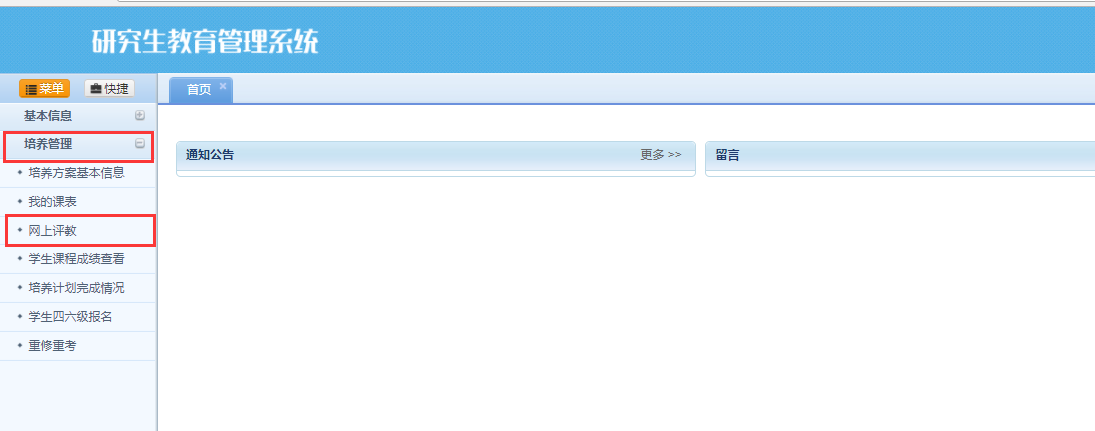 研究生教育管理系统
菜单 快捷
首页
基本信息
培养管理
培养方案基本信息
我的课表
网上评教
学生课程成绩查看
培养计划完成情况
学生四六级报名
重修重考
通知公告 更多 >>
留言